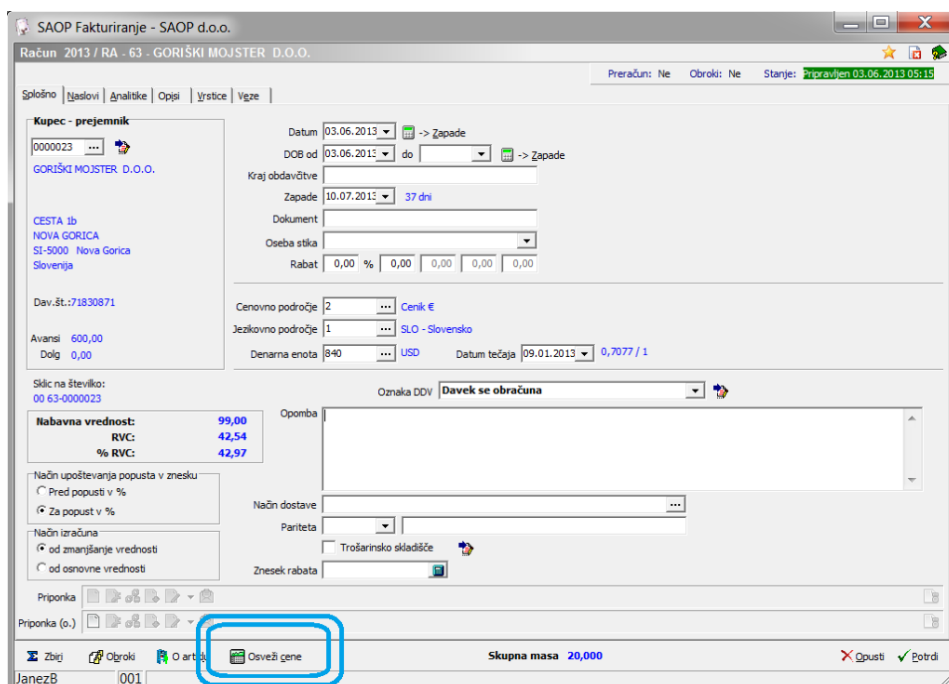 SAOP Fakturiranje - SAOP d.o.o.
Račun 2013 / RA - 63 - GORIŠKI MOJSTER D.O.O.
Preračun: Ne Obroki: Ne Stanje: Pripravljen 03.06.2013 05:15
Splošno Naslovi Analitike Opisi Vrstice Veze
Kupec - prejemnik
0000023 ...
GORIŠKI MOJSTER D.O.O.
CESTA 1b
NOVA GORICA
SI-5000 Nova Gorica
Slovenija
Dav.št.:71830871
Avansi 600,00
Dolg 0,00
Datum 03.06.2013 -> Zapade
DOB od 03.06.2013 do -> Zapade
Kraj obdavčitve
Zapade 10.07.2013 37 dni
Dokument
Oseba stika
Rabat 0,00 % 0,00 0,00 0,00 0,00
Cenovno področje 2 ... Cenik €
Jezikovno področje 1 ... SLO - Slovensko
Denarna enota 840 ... USD Datum tečaja 09.01.2013 0,7077 / 1
Sklic na številko:
00 63-0000023
Oznaka DDV Davek se obračuna
Nabavna vrednost: 99,00
RVC: 42,54
% RVC: 42,97
Opomba
Način upoštevanja popusta v znesku
Pred popusti v %
Za popust v %
Način izračuna
od zmanjšanje vrednosti
od osnovne vrednosti
Način dostave ...
Pariteta
Trošarinsko skladišče
Znesek rabata
Priponka
Priponka (o.)
Zbirj Obroki O artiklu Osveži cene Skupna masa 20,000 Opusti Potrdi
JanezB 001